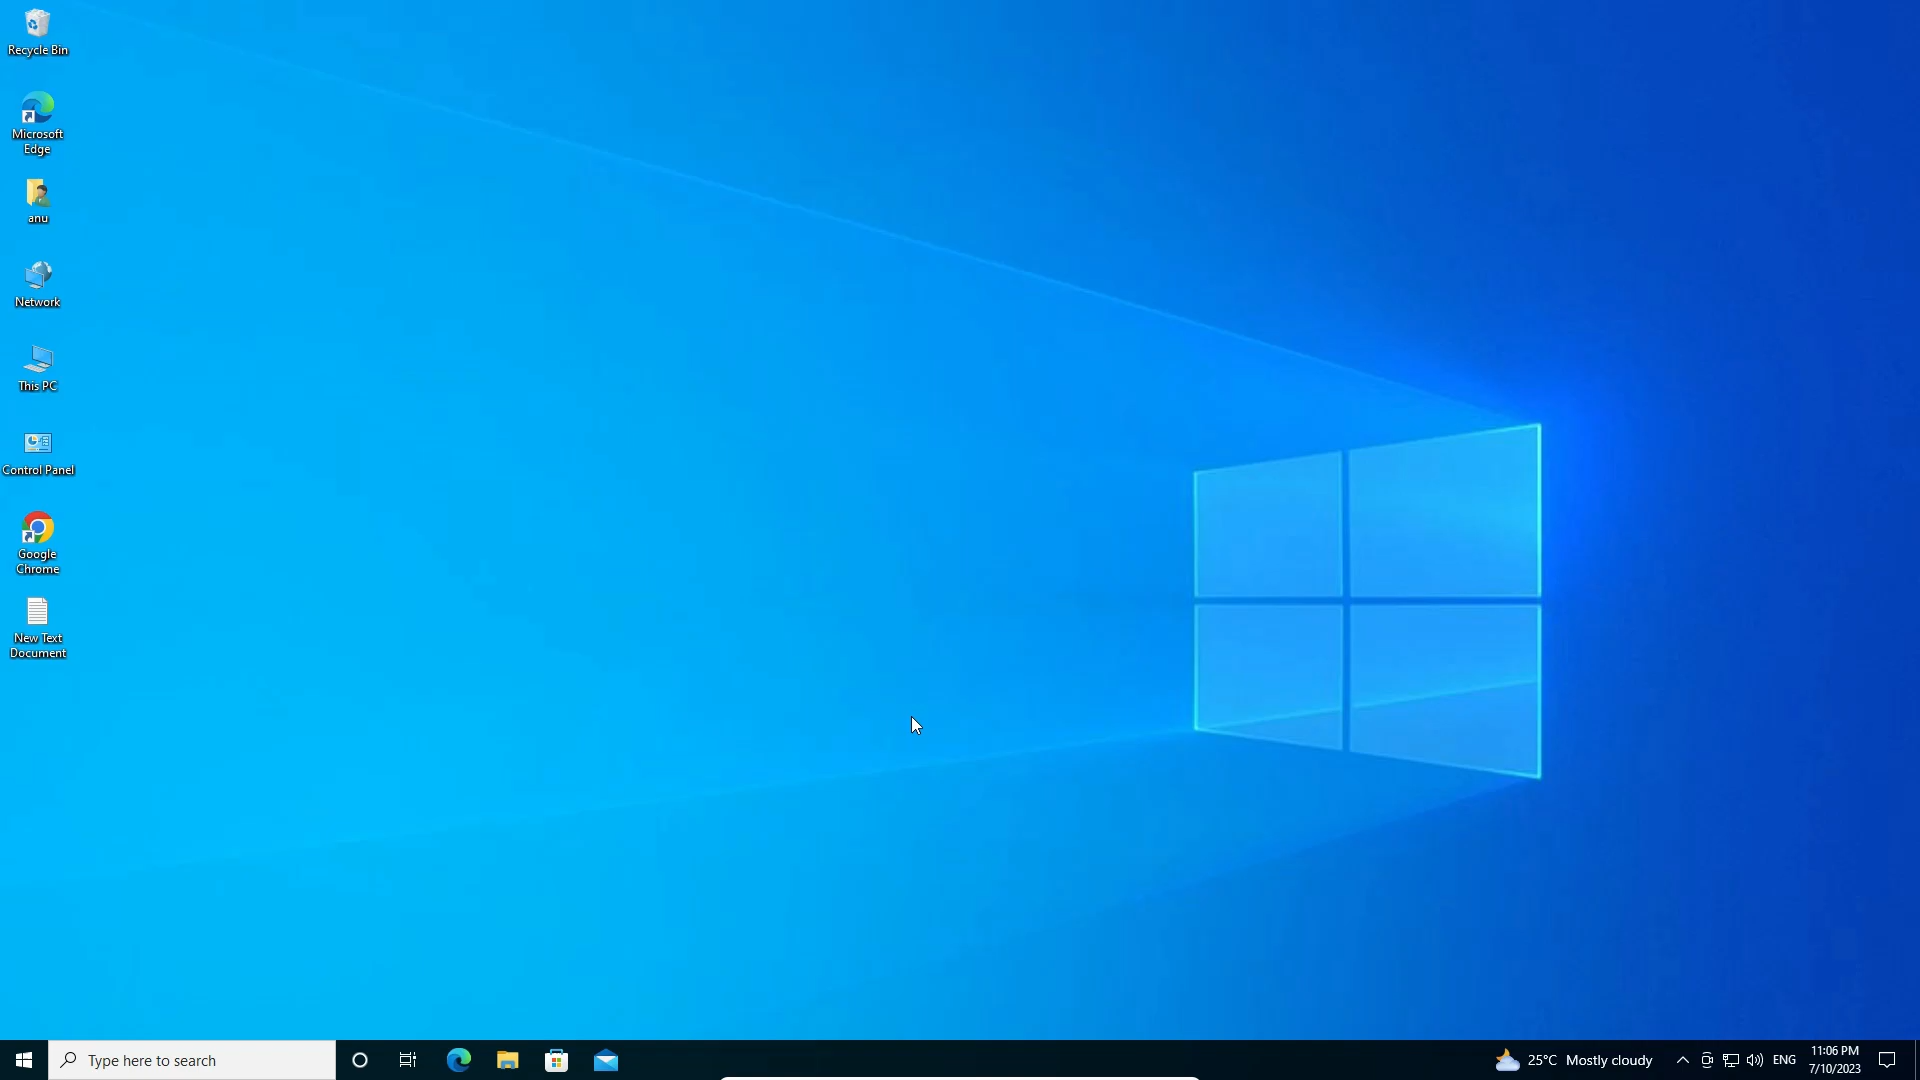 Recycle Bin
Microsoft
Edge
anu
Network
This PC
Control Panel
Google
Chrome
New Text
Document
Type here to search
25°C Mostly cloudy
ENG
11:06 PM
7/10/2023